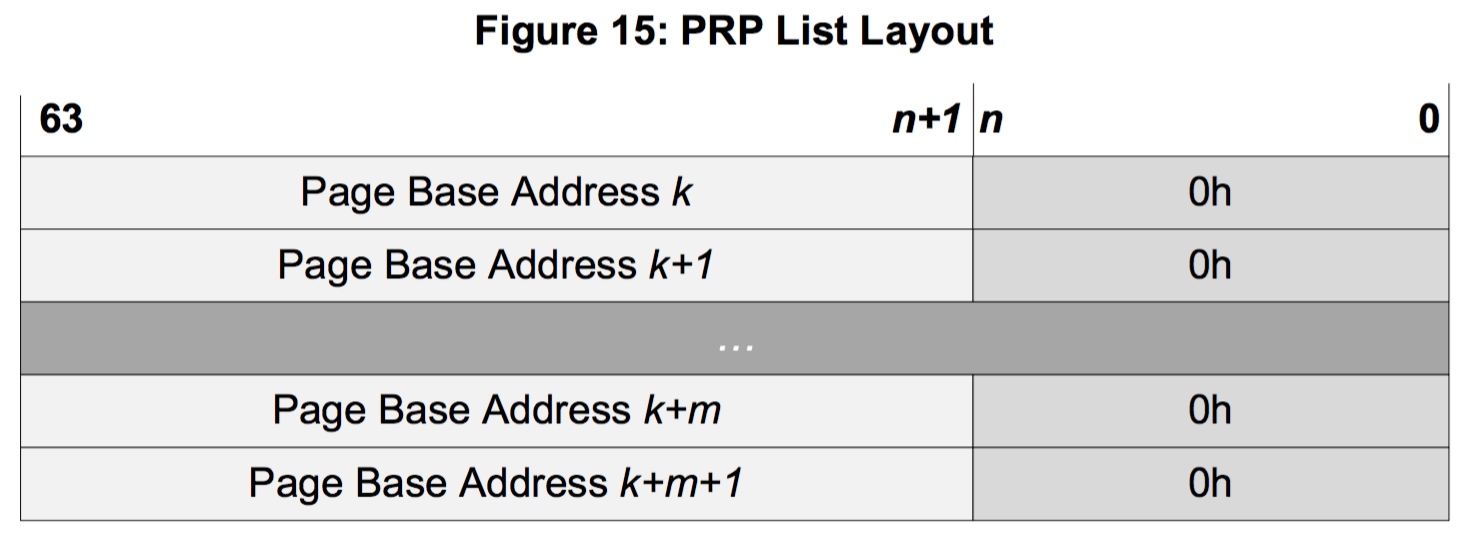 Figure 15: PRP List Layout
63 n+1 n 0
Page Base Address k 0h
Page Base Address k+1 0h
...
Page Base Address k+m 0h
Page Base Address k+m+1 0h